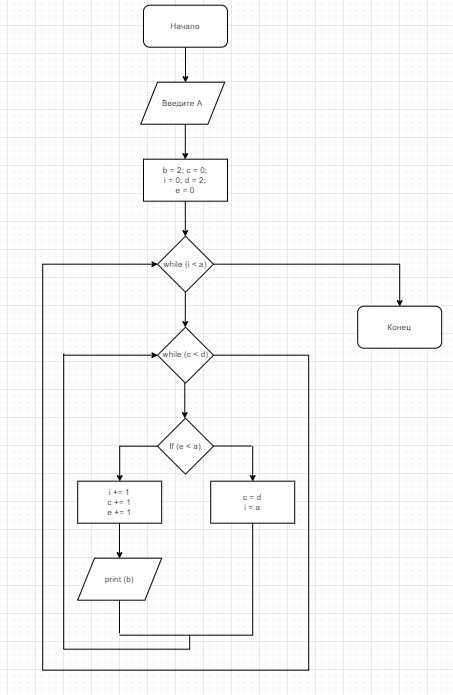 Начало
Введите A
b = 2; c = 0;
i = 0; d = 2;
e = 0
while (i < a)
Конец
while (c < d)
If (e < a)
i += 1
c += 1
e += 1
c = d
i = a
print (b)